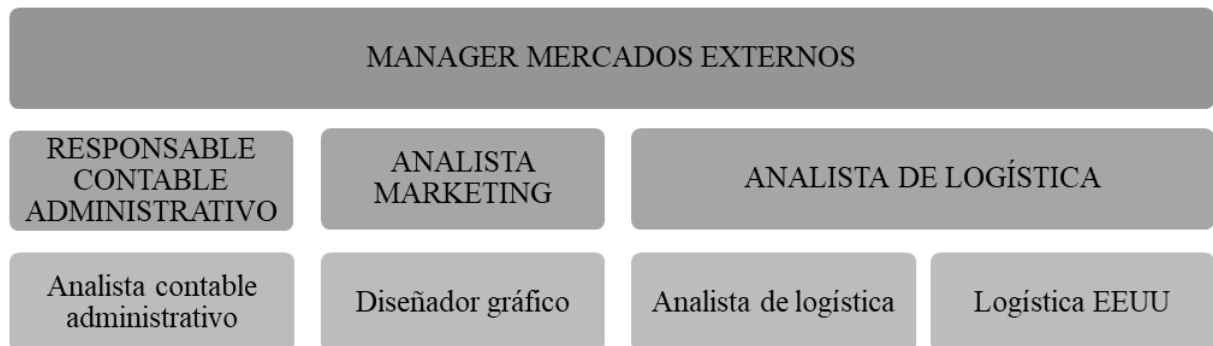 MANAGER MERCADOS EXTERNOS
RESPONSABLE
CONTABLE
ADMINISTRATIVO
ANALISTA
MARKETING
ANALISTA DE LOGÍSTICA
Analista contable
administrativo
Diseñador gráfico
Analista de logística
Logística EEUU